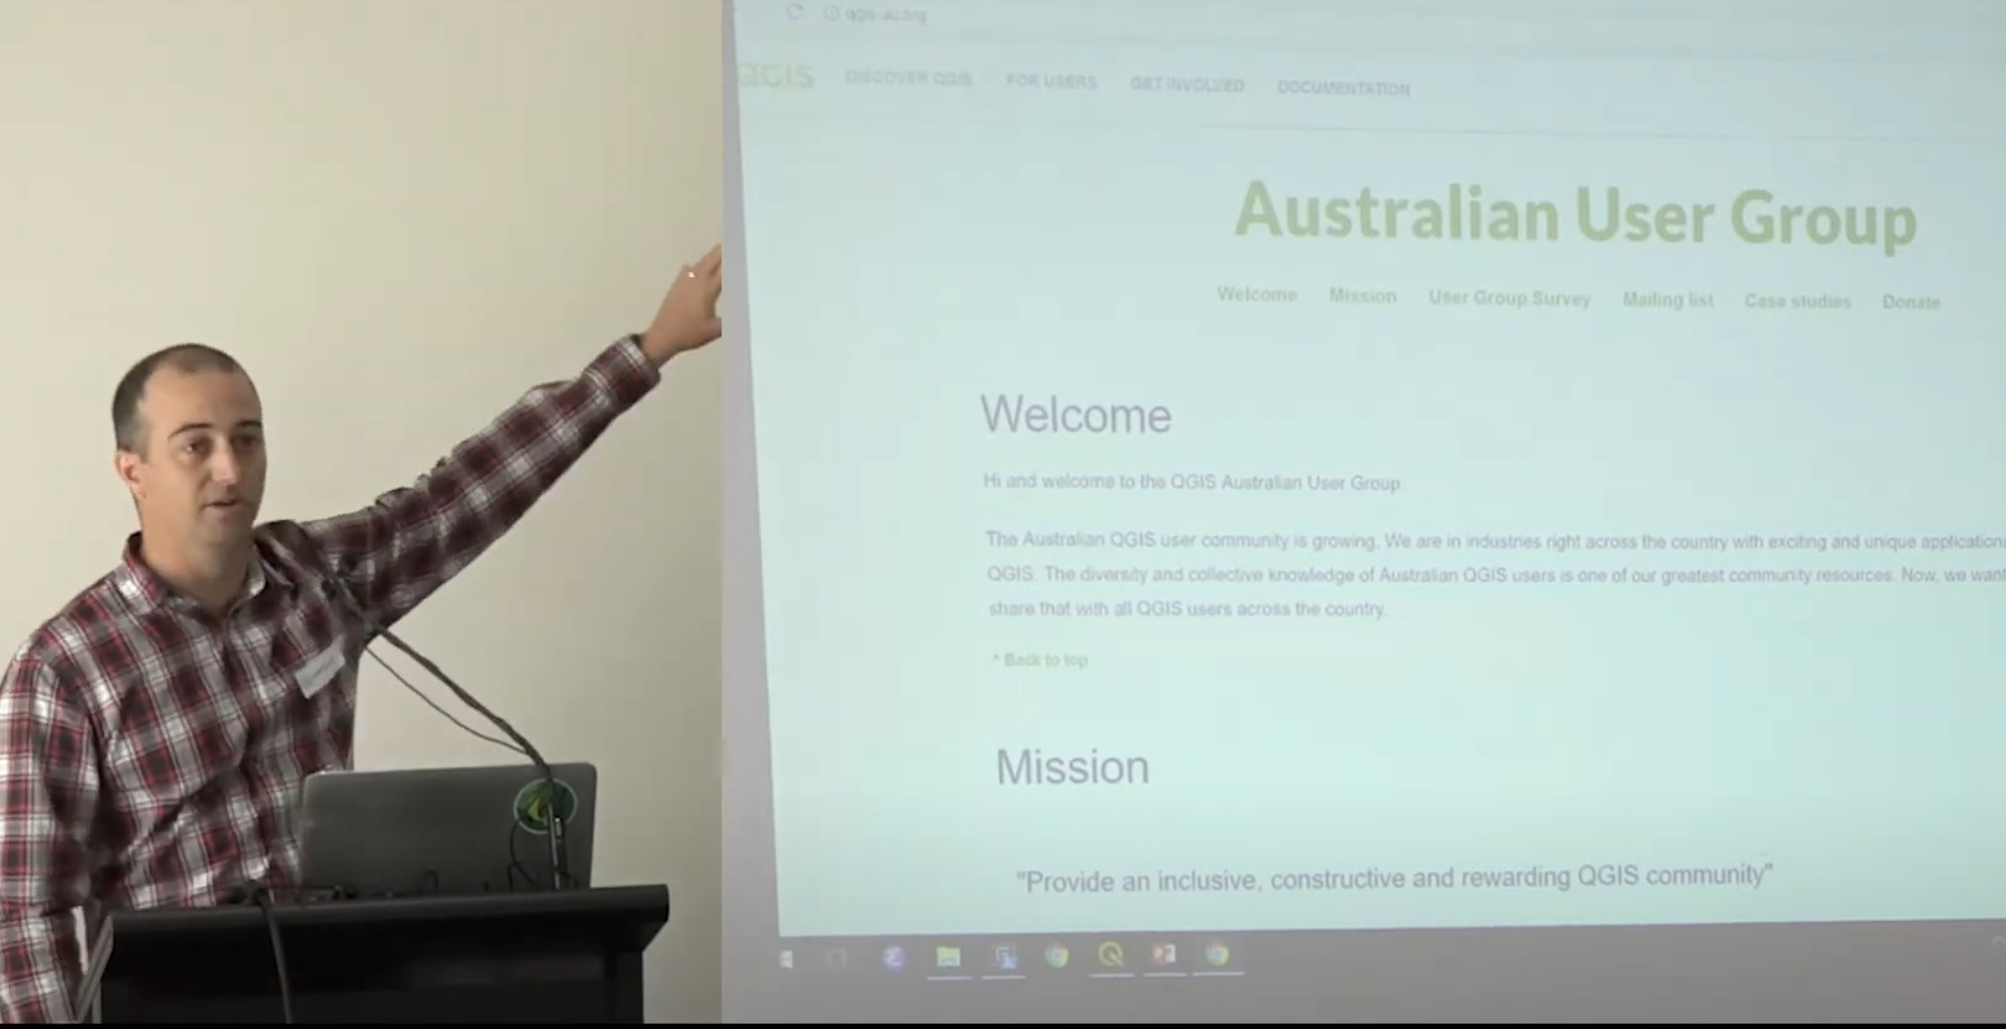 qgis-au.org
QGIS DISCOVER QGIS FOR USERS GET INVOLVED DOCUMENTATION
Australian User Group
Welcome Mission User Group Survey Mailing list Case studies Donate
Welcome
Hi and welcome to the QGIS Australian User Group
The Australian QGIS user community is growing. We are in industries right across the country with exciting and unique
QGIS. The diversity and collective knowledge of Australian QGIS users is one of our greatest community resources. Now, we want
share that with all QGIS users across the country.
^ Back to top
Mission
"Provide an inclusive, constructive and rewarding QGIS community"